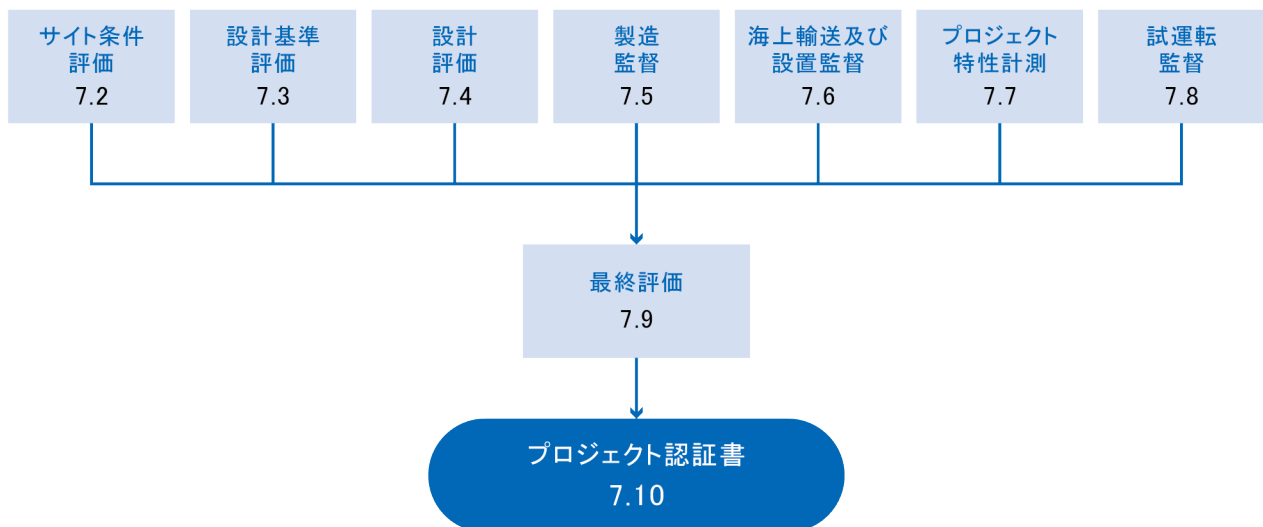 サイト条件
評価
7.2
設計基準
評価
7.3
設計
評価
7.4
製造
監督
7.5
海上輸送及び
設置監督
7.6
プロジェクト
特性計測
7.7
試運転
監督
7.8
最終評価
7.9
プロジェクト認証書
7.10